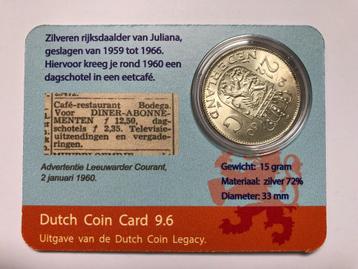 Zilveren rijksdaalder van Juliana,
geslagen van 1959 tot 1966.
Hiervoor kreeg je rond 1960 een
dagschotel in een eetcafé.
Café-restaurant Bodega.
Voor DINER-ABONNE-
MENTEN ƒ 12,50, dag-
schotels ƒ 2,35. Televisie-
uitzendingen en vergade-
ringen.
Advertentie Leeuwarder Courant,
2 januari 1960.
NEDERLAND
2½ G
Gewicht: 15 gram
Materiaal: zilver 72%
Diameter: 33 mm
Dutch Coin Card 9.6
Uitgave van de Dutch Coin Legacy.